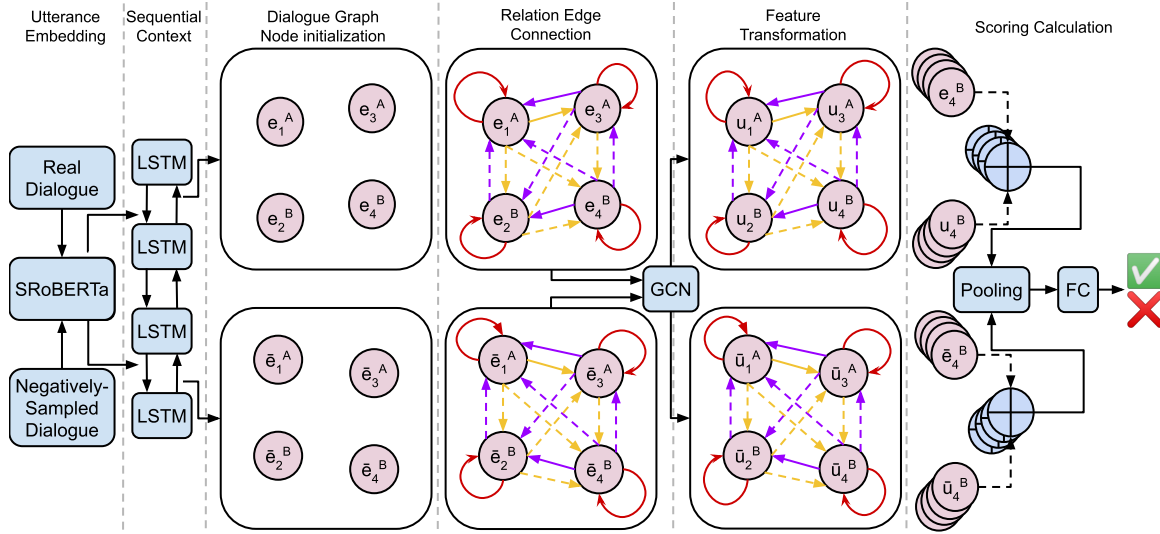 Utterance
Embedding
Sequential
Context
Dialogue Graph
Node initialization
Relation Edge
Connection
Feature
Transformation
Scoring Calculation
Real
Dialogue
SRoBERTa
Negatively-
Sampled
Dialogue
LSTM
LSTM
LSTM
LSTM
e₁ᴬ
e₃ᴬ
e₂ᴮ
e₄ᴮ
ē₁ᴬ
ē₃ᴬ
ē₂ᴮ
ē₄ᴮ
e₁ᴬ
e₃ᴬ
e₂ᴮ
e₄ᴮ
ē₁ᴬ
ē₃ᴬ
ē₂ᴮ
ē₄ᴮ
GCN
u₁ᴬ
u₃ᴬ
u₂ᴮ
u₄ᴮ
ū₁ᴬ
ū₃ᴬ
ū₂ᴮ
ū₄ᴮ
e₄ᴮ
u₄ᴮ
Pooling
FC
ē₄ᴮ
ū₄ᴮ